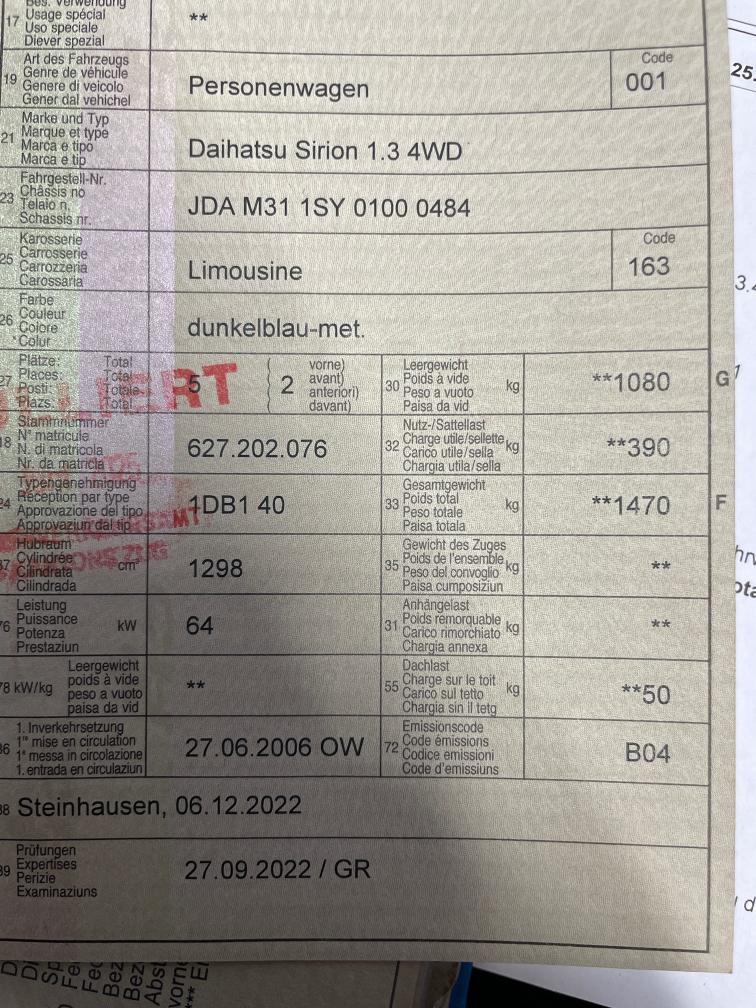 Bes. Verwendung
17 Usage spécial **
Uso speciale
Diever spezial
Art des Fahrzeugs Code
19 Genre de véhicule Personenwagen 001
Genere di veicolo
Gener dal vehichel
Marke und Typ
21 Marque et type Daihatsu Sirion 1.3 4WD
Marca e tipo
Marca e tip
Fahrgestell-Nr.
23 Châssis no JDA M31 1SY 0100 0484
Telaio n.
Schassis nr.
Karosserie Code
25 Carrosserie Limousine 163
Carrozzeria
Carossaria
Farbe
26 Couleur dunkelblau-met.
Colore
Colur
Plätze: Total
27 Places: Total 5
Posti: Totale
Plazs: Total
( 2 vorne)
avant)
anteriori)
davant)
Leergewicht
30 Poids à vide kg **1080 G
Peso a vuoto
Paisa da vid
Stammnummer
18 N° matricule 627.202.076
N. di matricola
Nr. da matricla
Nutz-/Sattellast
32 Charge utile/sellette kg **390
Carico utile/sella
Chargia utila/sella
Typengenehmigung
24 Réception par type 1DB1 40
Approvazione del tipo
Approvaziun dal tip
Gesamtgewicht
33 Poids total kg **1470 F
Peso totale
Paisa totala
Hubraum
37 Cylindrée cm³ 1298
Cilindrata
Cilindrada
Gewicht des Zuges
35 Poids de l'ensemble kg **
Peso del convoglio
Paisa cumposiziun
Leistung
76 Puissance kW 64
Potenza
Prestaziun
Anhängelast
31 Poids remorquable kg **
Carico rimorchiato
Chargia annexa
Leergewicht
78 kW/kg poids à vide **
peso a vuoto
paisa da vid
Dachlast
55 Charge sur le toit kg **50
Carico sul tetto
Chargia sin il tetg
1. Inverkehrsetzung
36 1re mise en circulation 27.06.2006 OW
1a messa in circolazione
1. entrada en circulaziun
Emissionscode
72 Code émissions B04
Codice emissioni
Code d'emissiuns
38 Steinhausen, 06.12.2022
Prüfungen
39 Expertises 27.09.2022 / GR
Perizie
Examinaziuns
25.